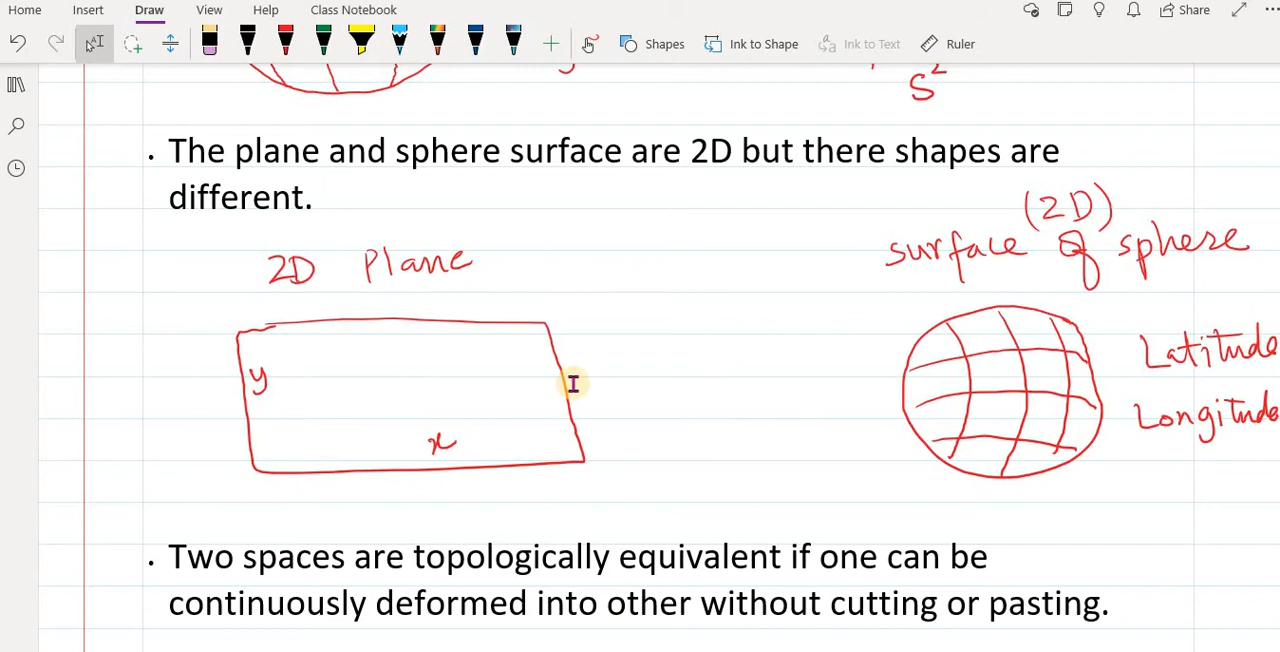 Home Insert Draw View Help Class Notebook Share
Shapes Ink to Shape Ink to Text Ruler
S²
• The plane and sphere surface are 2D but there shapes are
different.
(2D)
2D Plane
surface of sphere
y
x
Latitude
Longitude
• Two spaces are topologically equivalent if one can be
continuously deformed into other without cutting or pasting.